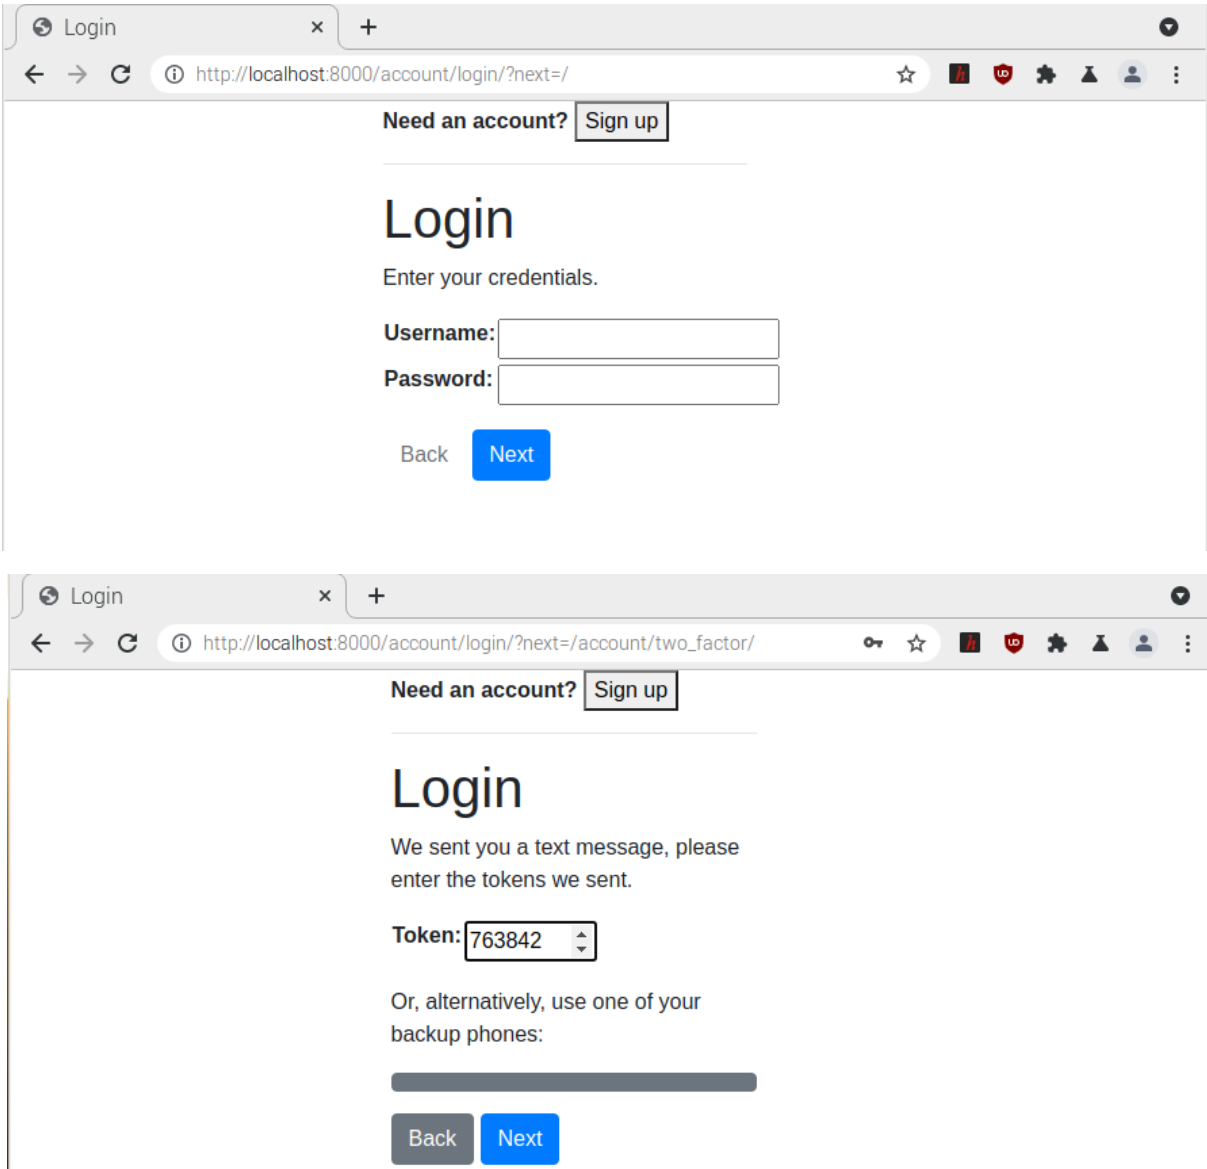 Login
http://localhost:8000/account/login/?next=/
Need an account? Sign up
Login
Enter your credentials.
Username:
Password:
Back Next
Login
http://localhost:8000/account/login/?next=/account/two_factor/
Need an account? Sign up
Login
We sent you a text message, please
enter the tokens we sent.
Token: 763842
Or, alternatively, use one of your
backup phones:
Back Next